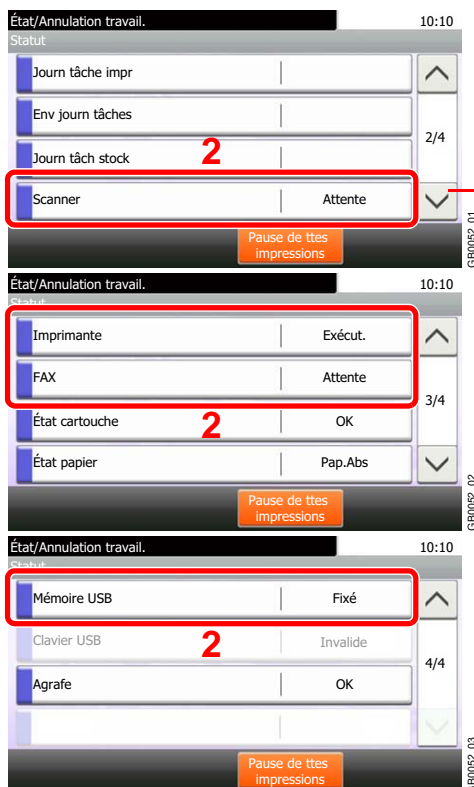 État/Annulation travail. 10:10
Statut
Journ tâche impr
Env journ tâches
2/4
Journ tâch stock
2
Scanner Attente
Pause de ttes
impressions
GB0052_01
État/Annulation travail. 10:10
Statut
Imprimante Exécut.
FAX Attente
3/4
État cartouche OK
2
État papier Pap.Abs
Pause de ttes
impressions
GB0052_02
État/Annulation travail. 10:10
Statut
Mémoire USB Fixé
Clavier USB Invalide
2
4/4
Agrafe OK
Pause de ttes
impressions
GB0052_03